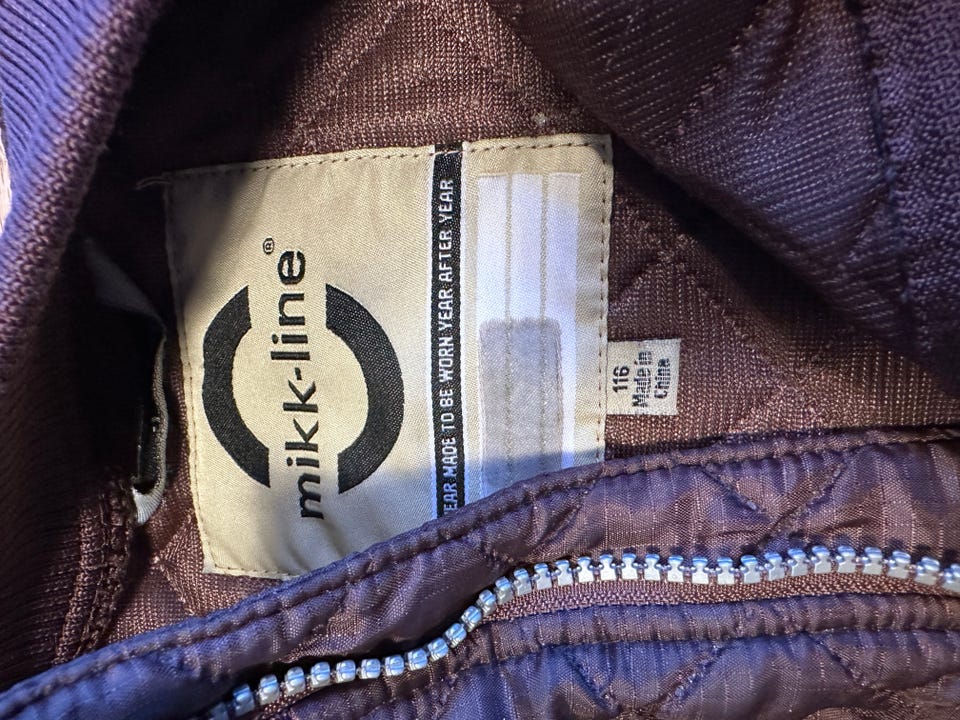 mikk-line®
EAR MADE TO BE WORN YEAR AFTER YEAR
116
Made in
China